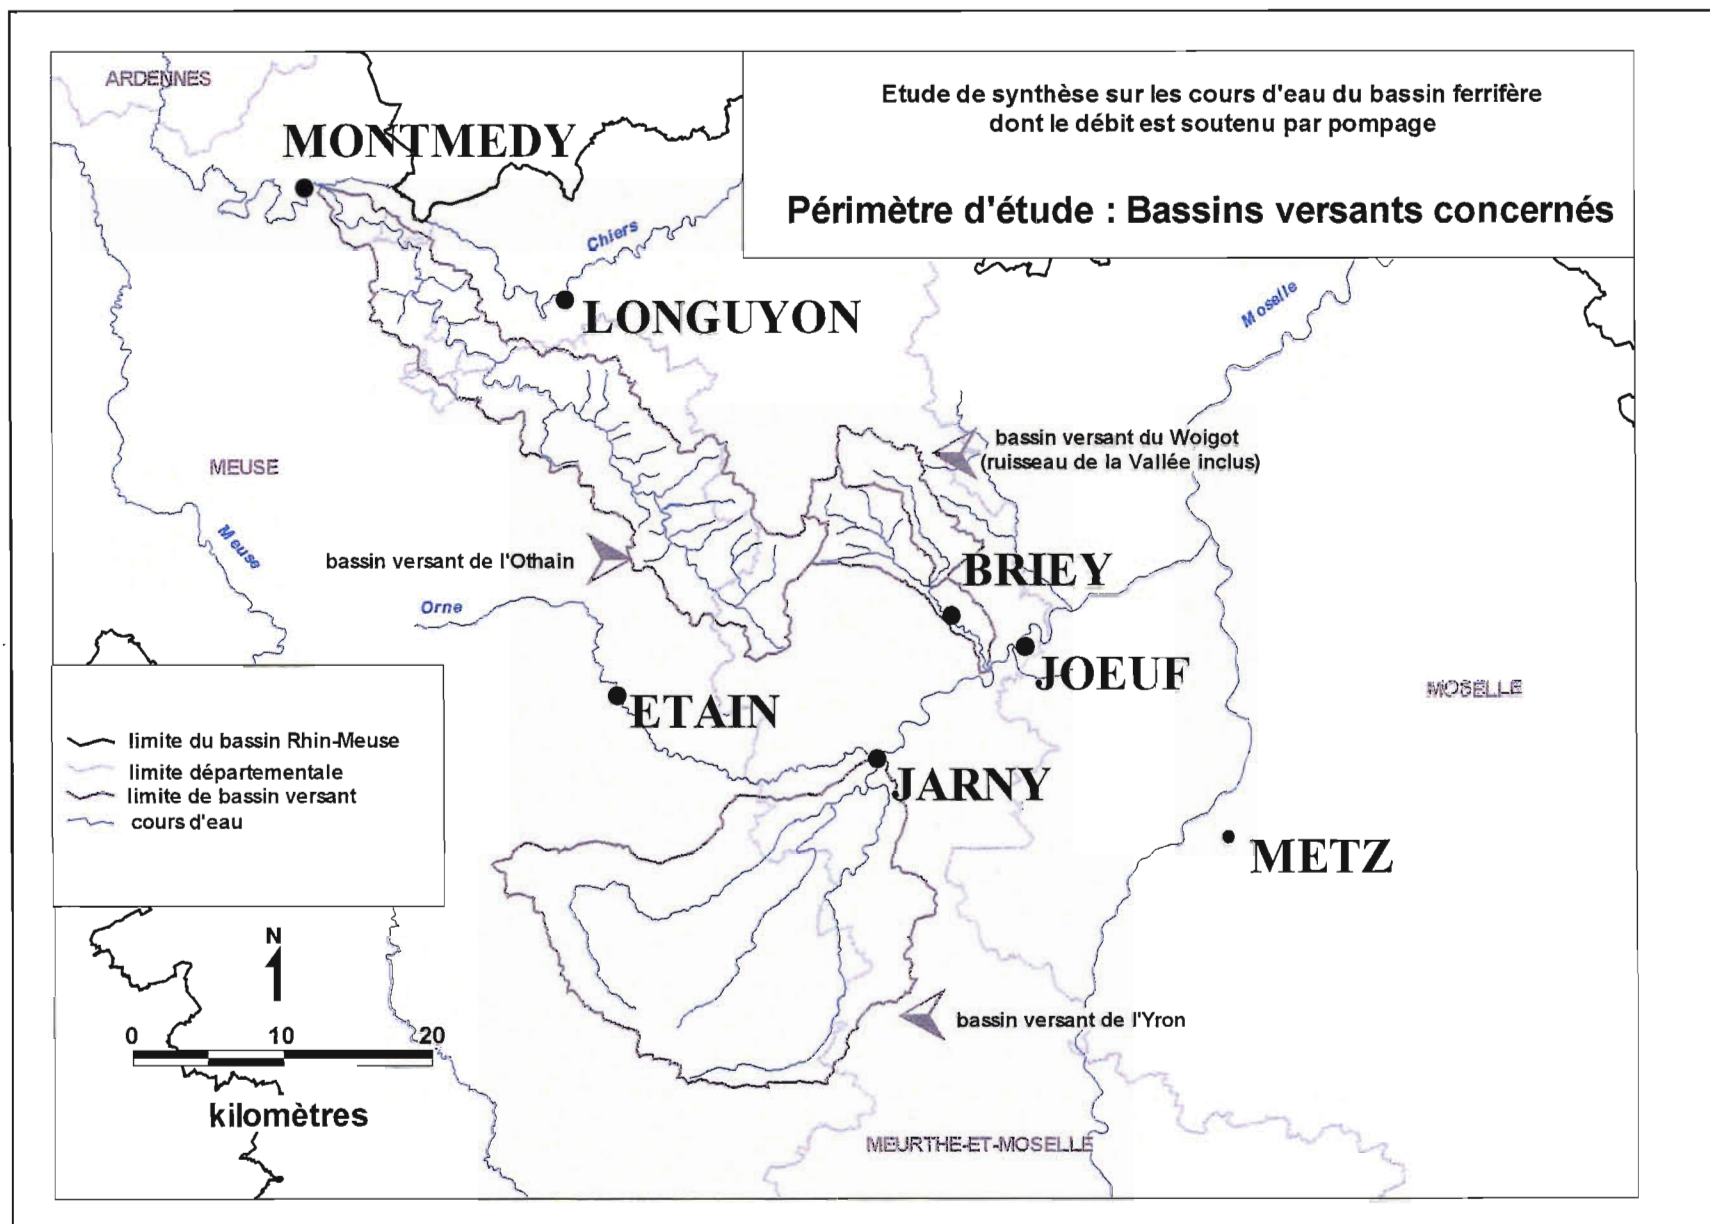 Etude de synthèse sur les cours d'eau du bassin ferrifère
dont le débit est soutenu par pompage
Périmètre d'étude : Bassins versants concernés
ARDENNES
MONTMEDY
Chiers
LONGUYON
Moselle
bassin versant du Woigot
(ruisseau de la Vallée inclus)
MEUSE
Meuse
bassin versant de l'Othain
BRIEY
Orne
JOEUF
MOSELLE
ETAIN
JARNY
METZ
limite du bassin Rhin-Meuse
limite départementale
limite de bassin versant
cours d'eau
N
0 10 20
kilomètres
bassin versant de l'Yron
MEURTHE-ET-MOSELLE